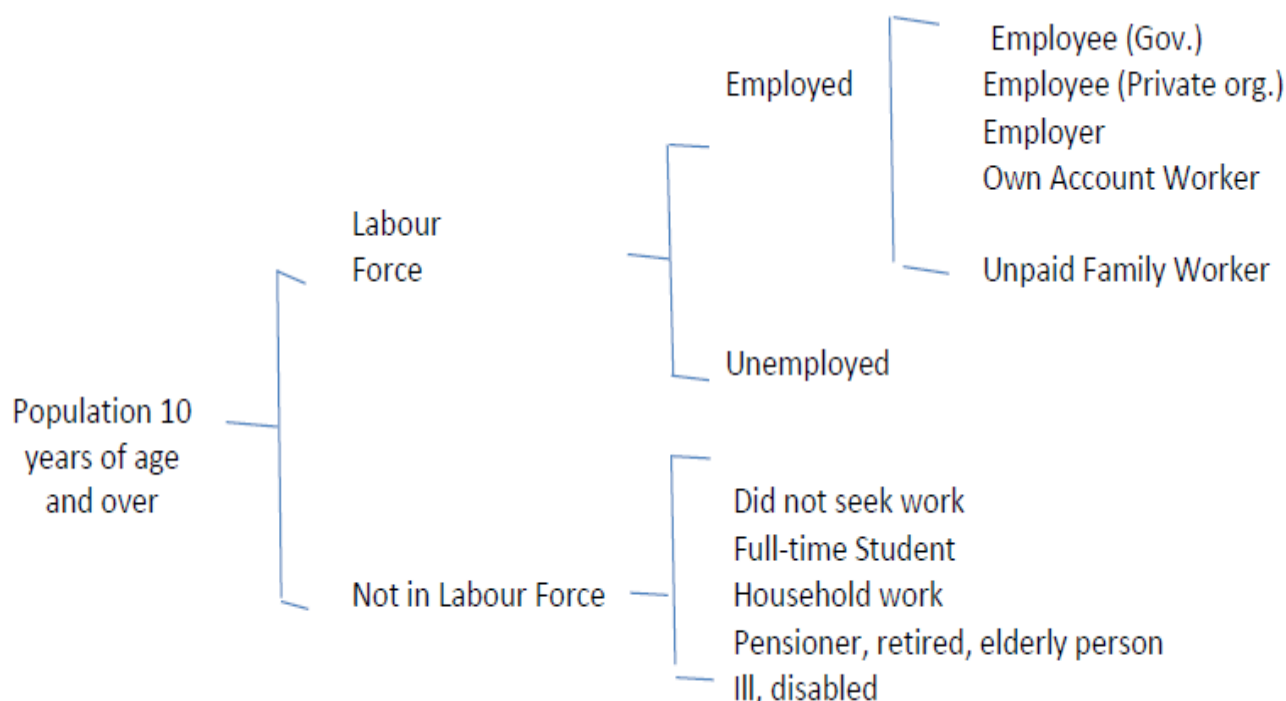 Employee (Gov.)
Employed
Employee (Private org.)
Employer
Own Account Worker
Labour
Force
Unpaid Family Worker
Unemployed
Population 10
years of age
and over
Did not seek work
Full-time Student
Not in Labour Force
Household work
Pensioner, retired, elderly person
Ill, disabled